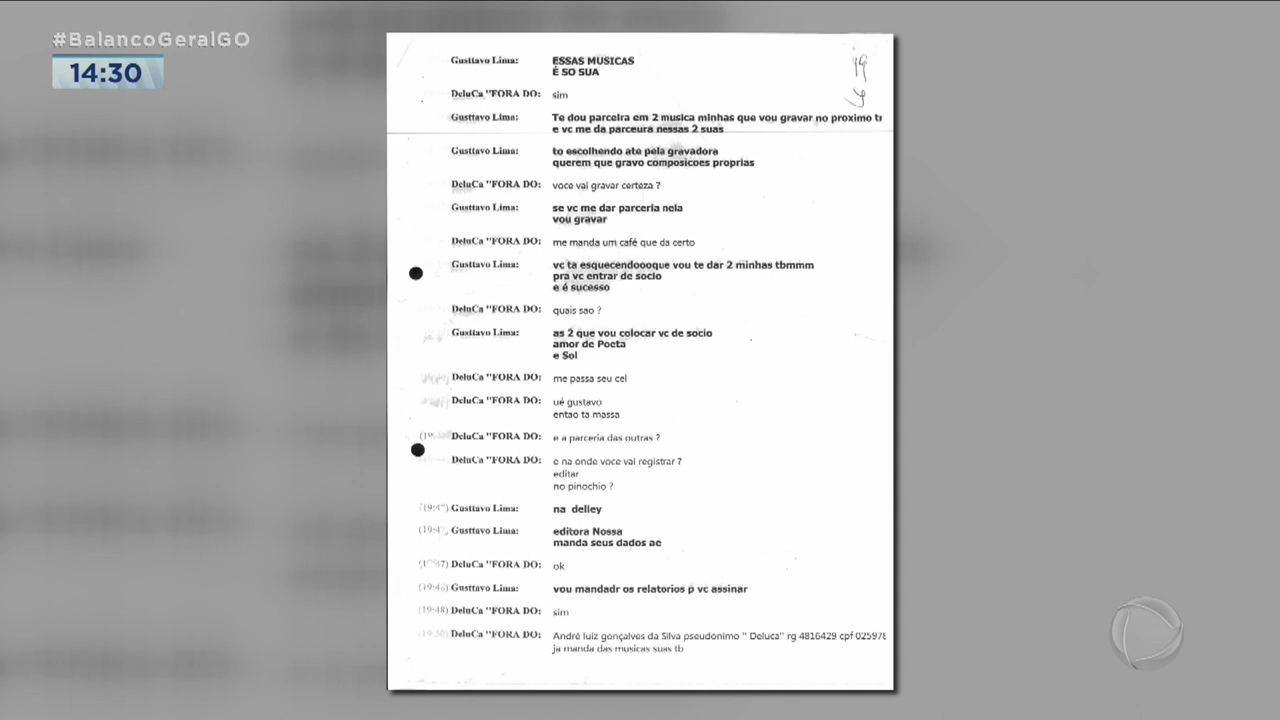 #BalancoGeralGO
14:30
Gusttavo Lima: ESSAS MUSICAS
É SO SUA
DeluCa "FORA DO: sim
Gusttavo Lima: Te dou parceira em 2 musica minhas que vou gravar no proximo tr
e vc me da parceura nessas 2 suas
Gusttavo Lima: to escolhendo ate pela gravadora
querem que gravo composicoes proprias
DeluCa "FORA DO: voce vai gravar certeza ?
Gusttavo Lima: se vc me dar parceria nela
vou gravar
DeluCa "FORA DO: me manda um café que da certo
Gusttavo Lima: vc ta esquecendoooque vou te dar 2 minhas tbmmm
pra vc entrar de socio
e é sucesso
DeluCa "FORA DO: quais sao ?
Gusttavo Lima: as 2 que vou colocar vc de socio
amor de Poeta
e Sol
DeluCa "FORA DO: me passa seu cel
DeluCa "FORA DO: ué gustavo
entao ta massa
DeluCa "FORA DO: e a parceria das outras ?
DeluCa "FORA DO: e na onde voce vai registrar ?
editar
no pinochio ?
Gusttavo Lima: na delley
Gusttavo Lima: editora Nossa
manda seus dados ae
DeluCa "FORA DO: ok
(19:48) Gusttavo Lima: vou mandadr os relatorios p vc assinar
(19:48) DeluCa "FORA DO: sim
(19:50) DeluCa "FORA DO: André luiz gonçalves da Silva pseudonimo " Deluca" rg 4816429 cpf 025978
ja manda das musicas suas tb